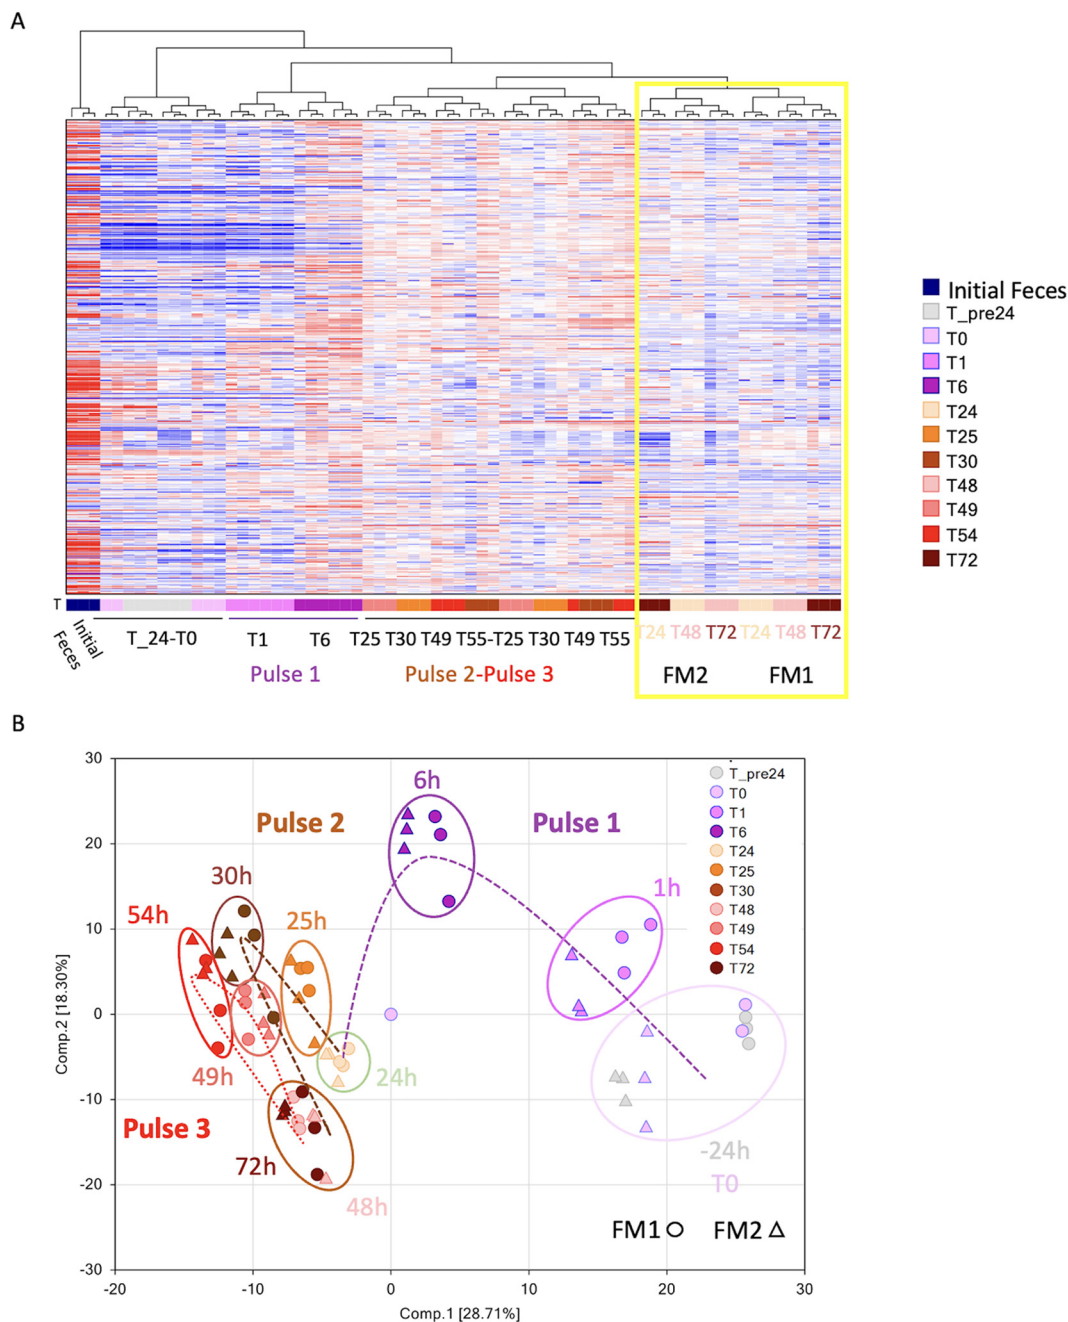 A
Initial Feces
T_pre24
T0
T1
T6
T24
T25
T30
T48
T49
T54
T72
T
Initial
Feces
T_24-T0
T1
T6
T25 T30 T49 T55-T25 T30 T49 T55
T24 T48 T72 T24 T48 T72
Pulse 1
Pulse 2-Pulse 3
FM2
FM1
B
30
20
10
0
-10
-20
-30
Comp.2 [18.30%]
-20
-10
0
10
20
30
Comp.1 [28.71%]
6h
Pulse 2
Pulse 1
30h
54h
25h
1h
49h
24h
Pulse 3
72h
48h
-24h
T0
FM1
FM2
T_pre24
T0
T1
T6
T24
T25
T30
T48
T49
T54
T72